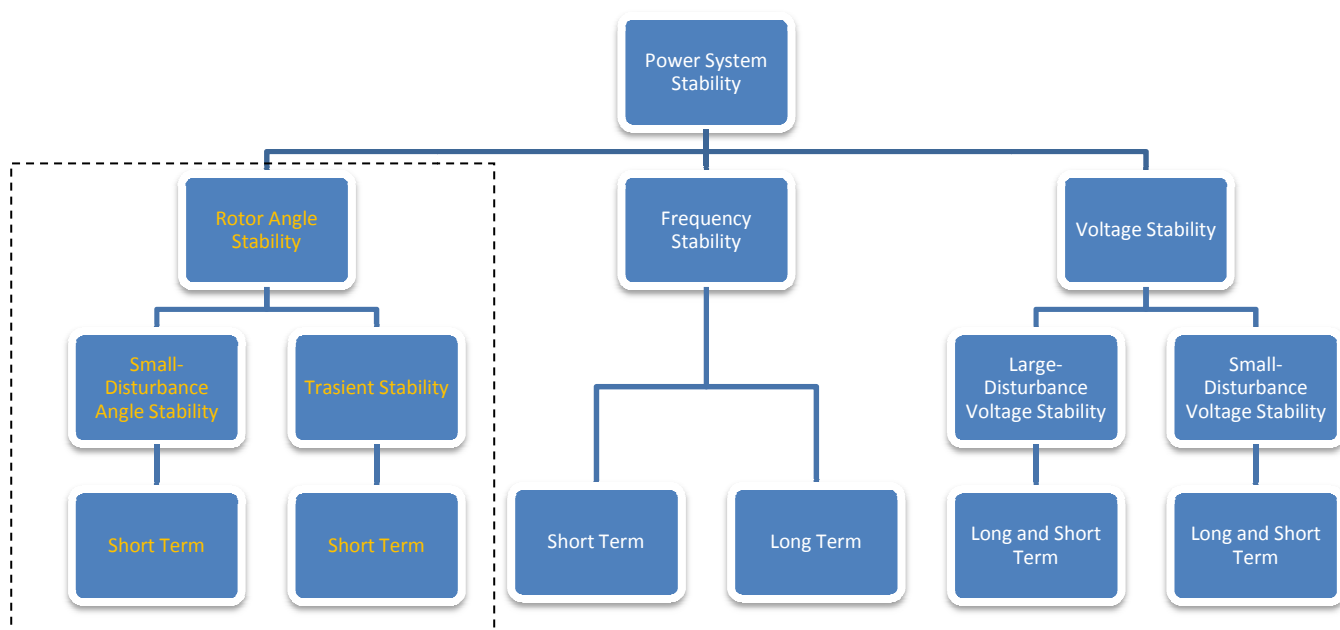 Power System
Stability
Rotor Angle
Stability
Frequency
Stability
Voltage Stability
Small-
Disturbance
Angle Stability
Trasient Stability
Large-
Disturbance
Voltage Stability
Small-
Disturbance
Voltage Stability
Short Term
Short Term
Short Term
Long Term
Long and Short
Term
Long and Short
Term